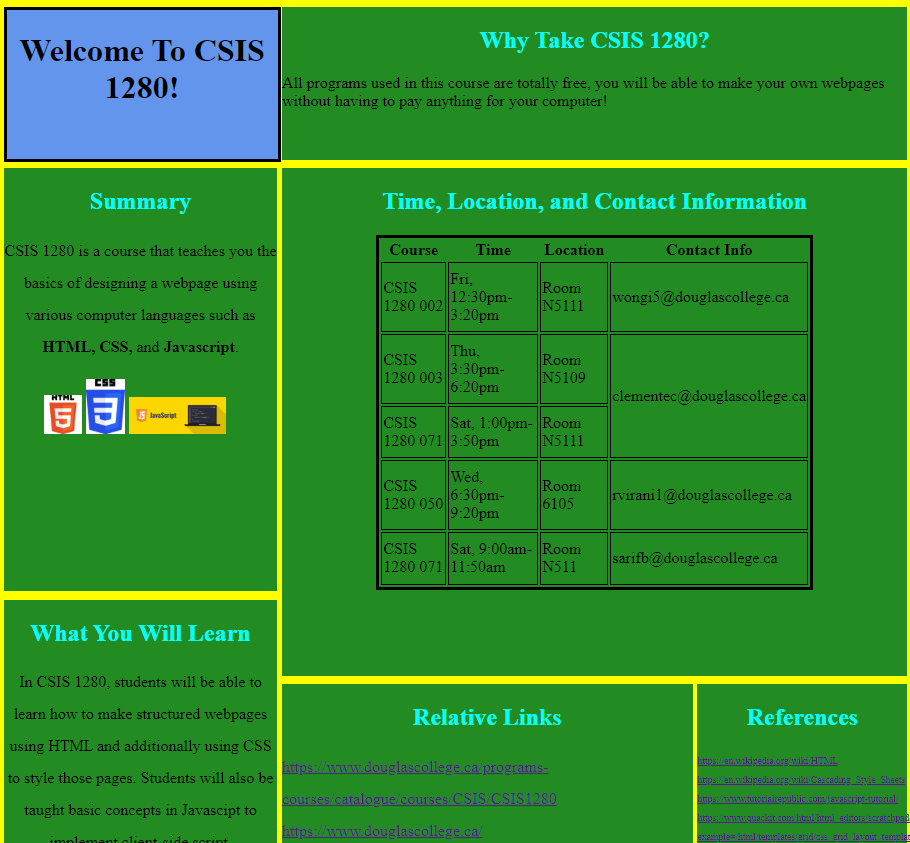 Welcome To CSIS
1280!
Why Take CSIS 1280?
All programs used in this course are totally free, you will be able to make your own webpages
without having to pay anything for your computer!
Summary
CSIS 1280 is a course that teaches you the
basics of designing a webpage using
various computer languages such as
HTML, CSS, and Javascript.
HTML
5
CSS
3
5 JavaScript
Time, Location, and Contact Information
Course Time Location Contact Info
CSIS
1280 002
Fri,
12:30pm-
3:20pm
Room
N5111
wongi5@douglascollege.ca
CSIS
1280 003
Thu,
3:30pm-
6:20pm
Room
N5109
clementec@douglascollege.ca
CSIS
1280 071
Sat, 1:00pm-
3:50pm
Room
N5111
CSIS
1280 050
Wed,
6:30pm-
9:20pm
Room
6105
rvirani1@douglascollege.ca
CSIS
1280 071
Sat, 9:00am-
11:50am
Room
N511
sarifb@douglascollege.ca
What You Will Learn
In CSIS 1280, students will be able to
learn how to make structured webpages
using HTML and additionally using CSS
to style those pages. Students will also be
taught basic concepts in Javascipt to
implement client-side script
Relative Links
https://www.douglascollege.ca/programs-
courses/catalogue/courses/CSIS/CSIS1280
https://www.douglascollege.ca/
References
https://en.wikipedia.org/wiki/HTML
https://en.wikipedia.org/wiki/Cascading_Style_Sheets
https://www.tutorialrepublic.com/javascript-tutorial/
https://www.quackit.com/html/html_editors/scratchpad/
example=/html/templates/grid/css_grid_layout_templat